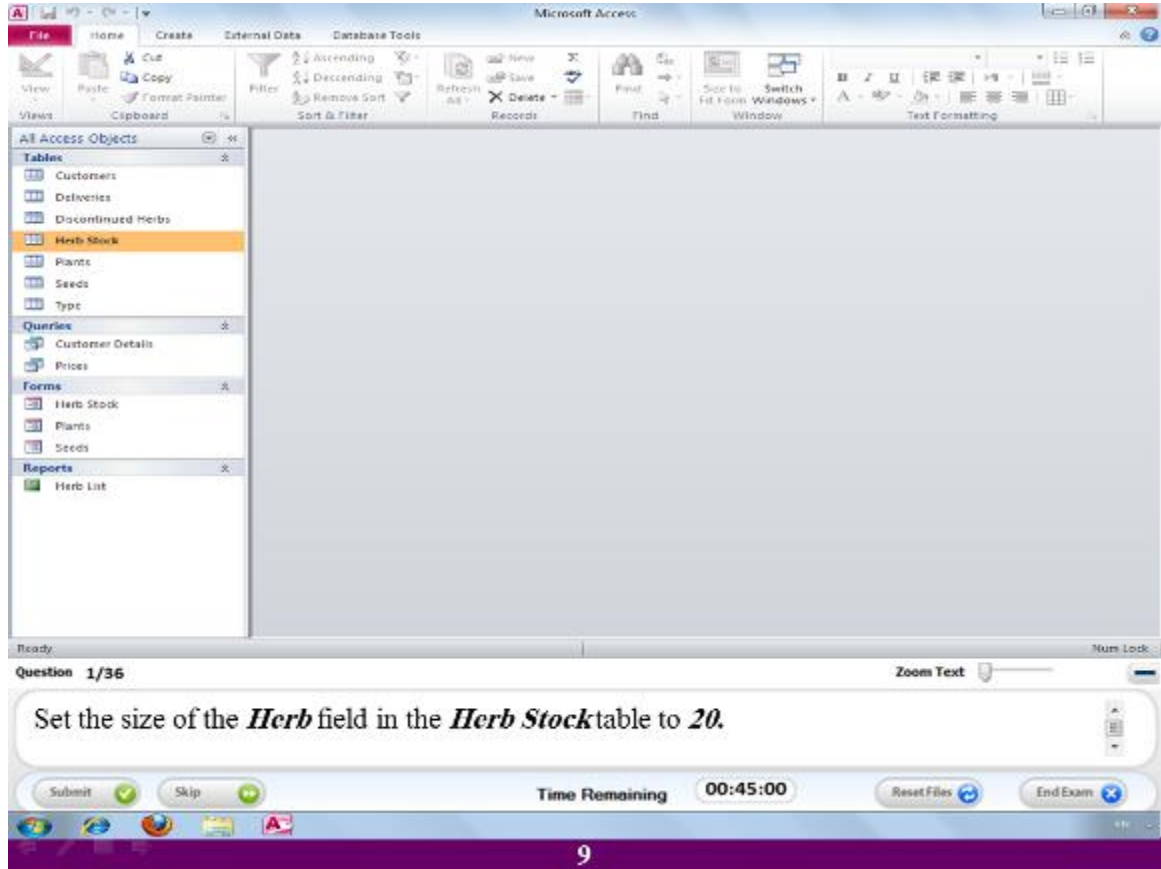 Microsoft Access
File Home Create External Data Database Tools
View Paste Cut Copy Format Painter
Filter Ascending Descending Remove Sort
Refresh All New Save Delete
Find
Size to Fit Form Switch Windows
Views Clipboard Sort & Filter Records Find Window Text Formatting
All Access Objects
Tables
Customers
Deliveries
Discontinued Herbs
Herb Stock
Plants
Seeds
Type
Queries
Customer Details
Prices
Forms
Herb Stock
Plants
Seeds
Reports
Herb List
Ready Num Lock
Question 1/36 Zoom Text
Set the size of the Herb field in the Herb Stock table to 20.
Submit Skip Time Remaining 00:45:00 Reset Files End Exam
9